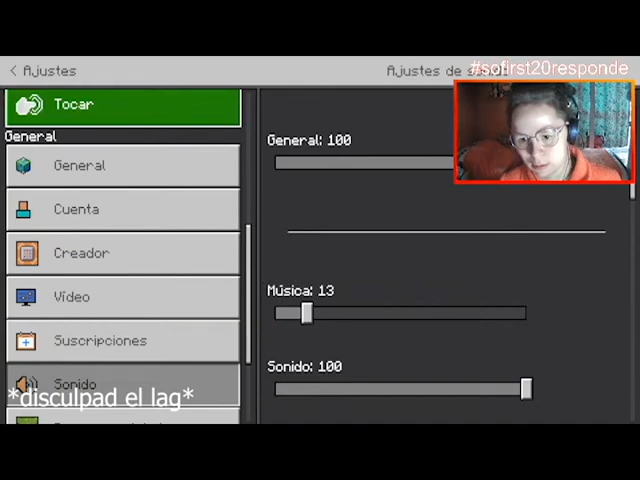 Ajustes
Ajustes de
#sofirst20responde
Tocar
General
General: 100
General
Cuenta
Creador
Música: 13
Vídeo
Suscripciones
Sonido: 100
Sonido
*disculpad el lag*